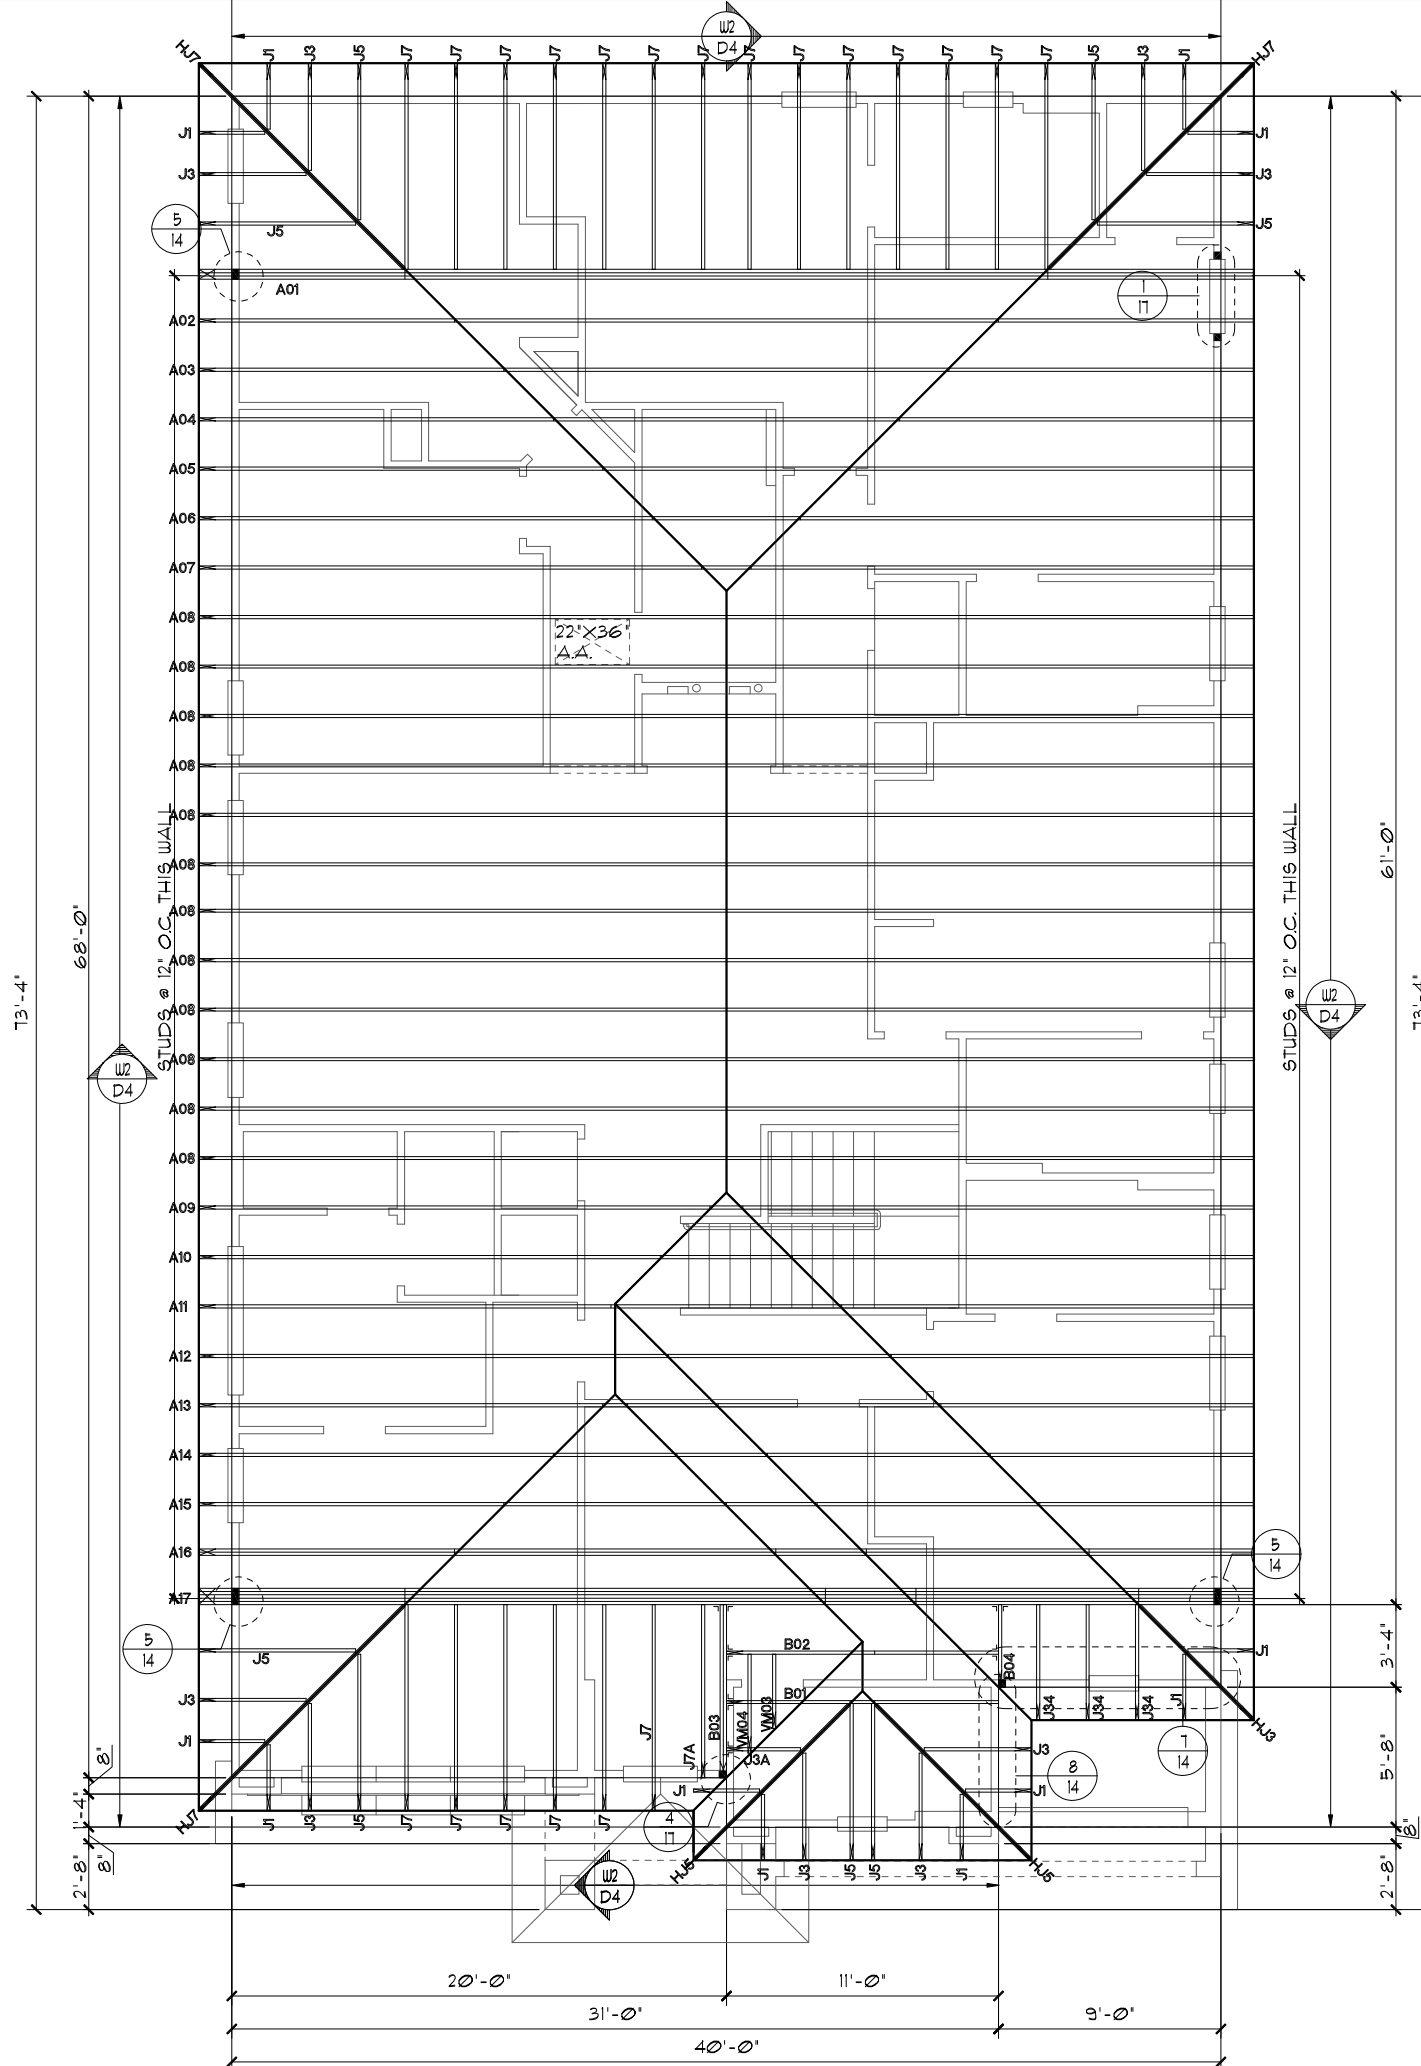 W2
D4
HJ7 J1 J3 J5 J7 J7 J7 J7 J7 J7 J7 J7 J7 J7 J7 J7 J7 J7 J5 J3 J1 HJ7
J1 J1
J3 J3
5
14
J5 J5
A01
1
17
A02
A03
A04
A05
A06
A07
A08
22"X36"
A.A.
A08
A08
A08
A08
A08
A08
A08
A08
A08
A08
A08
A09
A10
A11
A12
A13
A14
A15
A16
A17
STUDS @ 12" O.C. THIS WALL
STUDS @ 12" O.C. THIS WALL
73'-4"
68'-0"
61'-0"
73'-4"
W2
D4
W2
D4
5
14
5
14
J5 B02 J1
J3 B01 B04
J7 J7A B03 VM04 VM03 J34 J34 J34 J1 HJ3
J1 J3A J3
J1 J1
7
14
8
14
4
17
HJ7 J1 J3 J5 J7 J7 J7 J7
HJ5 J1 J3 J5 J5 J3 J1 HJ5
W2
D4
8"
1'-4"
8"
2'-8"
3'-4"
5'-8"
8"
2'-8"
20'-0" 11'-0"
31'-0" 9'-0"
40'-0"